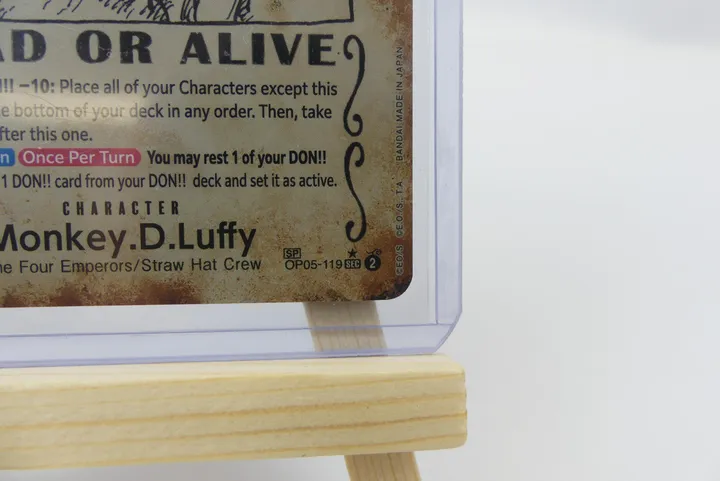 AD OR ALIVE
!!! −10: Place all of your Characters except this
e bottom of your deck in any order. Then, take
fter this one.
n Once Per Turn You may rest 1 of your DON!!
1 DON!! card from your DON!! deck and set it as active.
CHARACTER
Monkey.D.Luffy
he Four Emperors/Straw Hat Crew
SP
OP05-119 SEC 2
©E.O./S., T.A. BANDAI MADE IN JAPAN